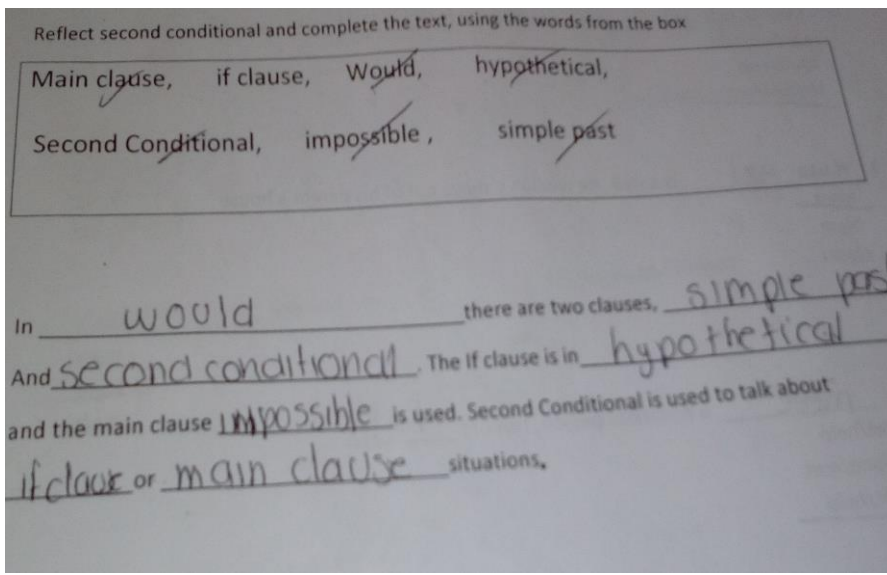 Reflect second conditional and complete the text, using the words from the box
Main clause, if clause, Would, hypothetical,
Second Conditional, impossible , simple past
In would there are two clauses, simple pas
And second conditional. The If clause is in hypothetical
and the main clause impossible is used. Second Conditional is used to talk about
if clause or main clause situations.